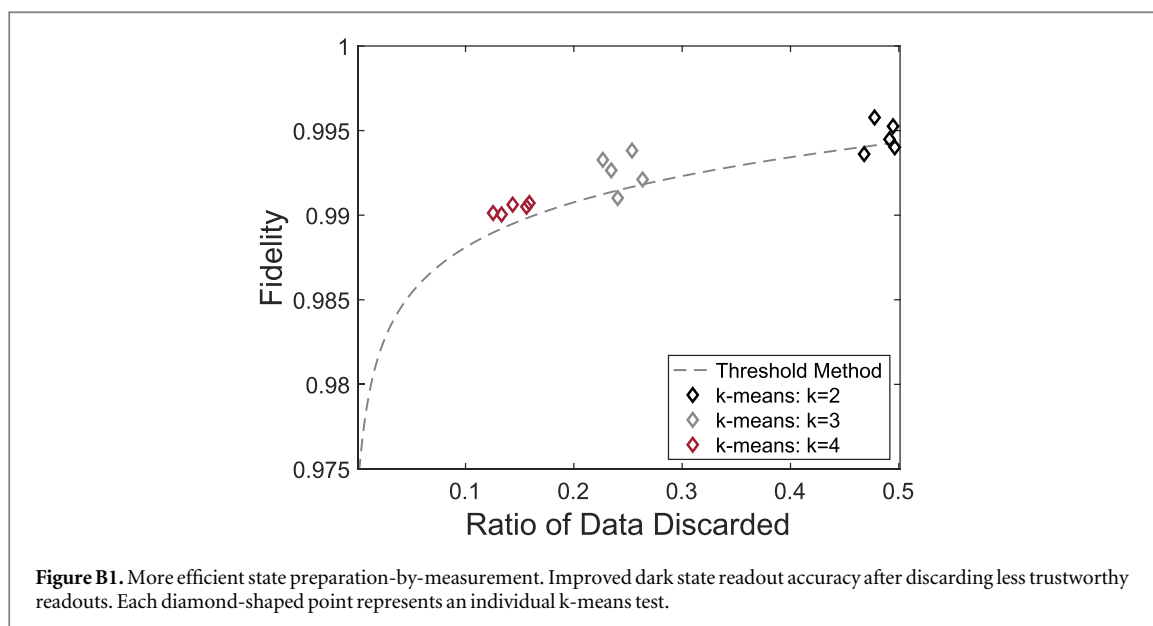 1
0.995
0.99
0.985
0.98
0.975
Fidelity
0.1
0.2
0.3
0.4
0.5
Ratio of Data Discarded
Threshold Method
k-means: k=2
k-means: k=3
k-means: k=4
Figure B1. More efficient state preparation-by-measurement. Improved dark state readout accuracy after discarding less trustworthy
readouts. Each diamond-shaped point represents an individual k-means test.